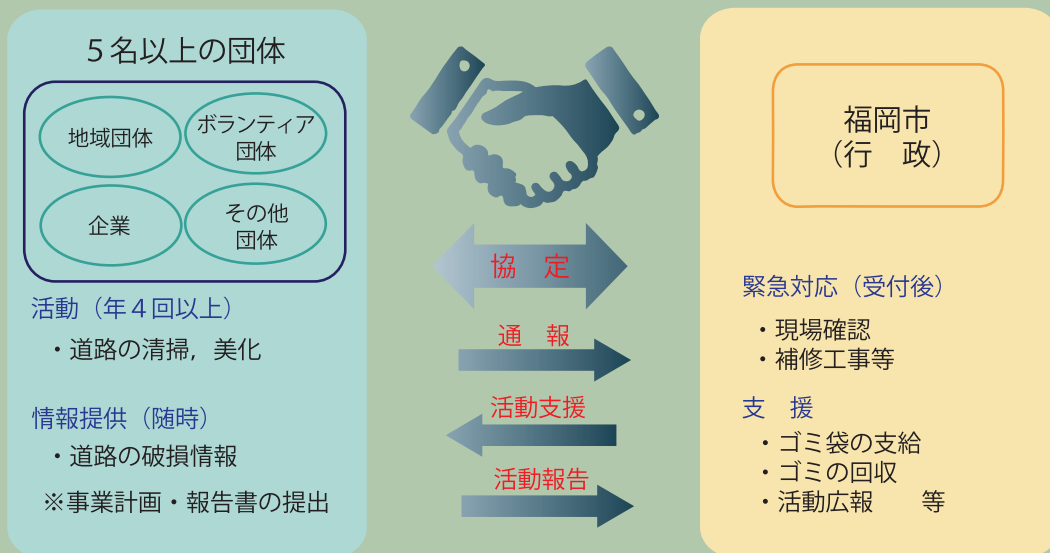 5名以上の団体
地域団体
ボランティア
団体
企業
その他
団体
活動（年４回以上）
・道路の清掃，美化
情報提供（随時）
・道路の破損情報
※事業計画・報告書の提出
協　定
通　報
活動支援
活動報告
福岡市
（行　政）
緊急対応（受付後）
・現場確認
・補修工事等
支　援
・ゴミ袋の支給
・ゴミの回収
・活動広報　　等